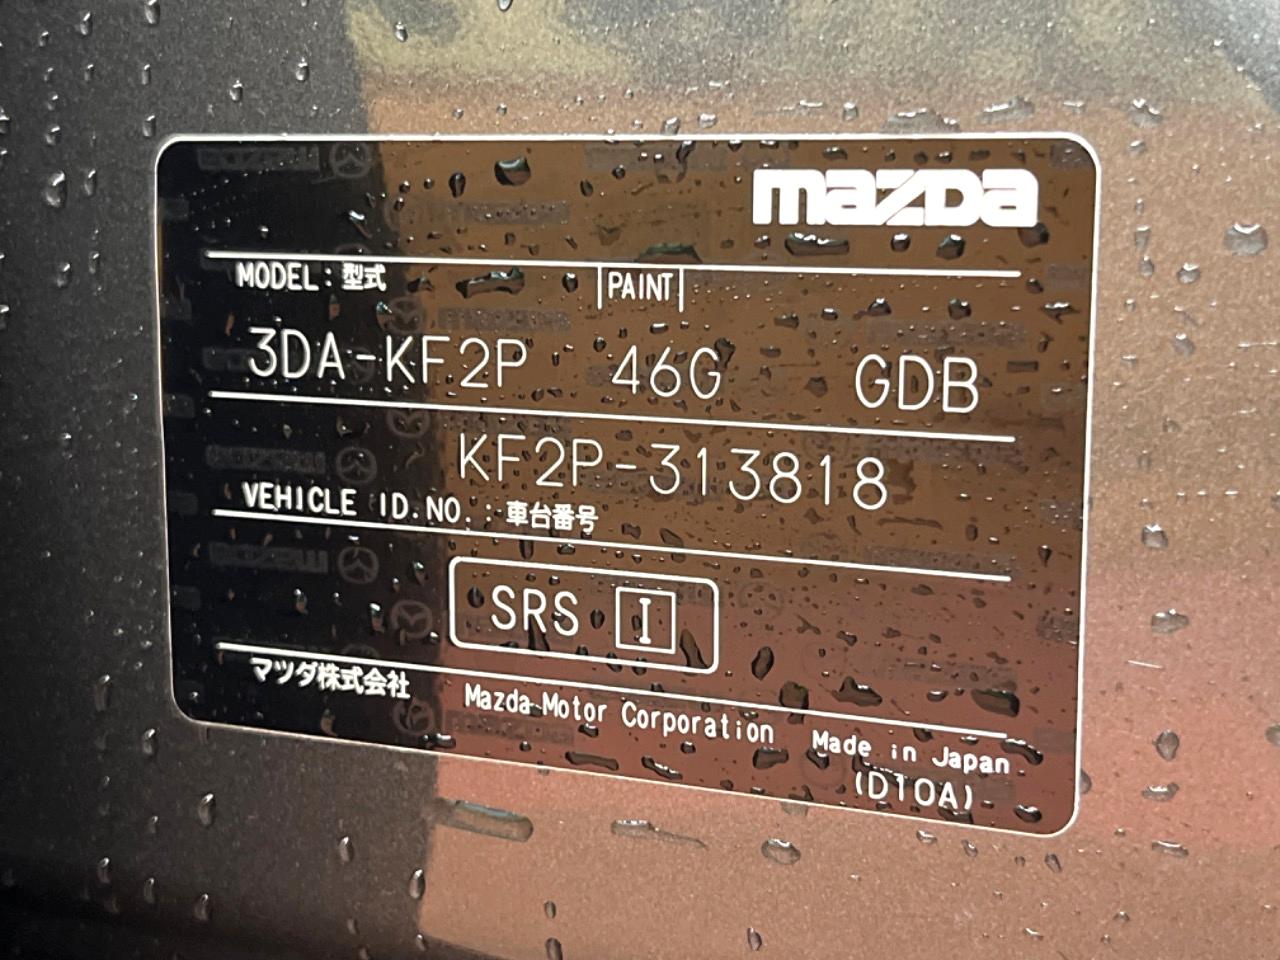 mazda
MODEL:型式 PAINT
3DA-KF2P 46G GDB
KF2P-313818
VEHICLE ID.NO.:車台番号
SRS I
マツダ株式会社 Mazda Motor Corporation Made in Japan
(D10A)